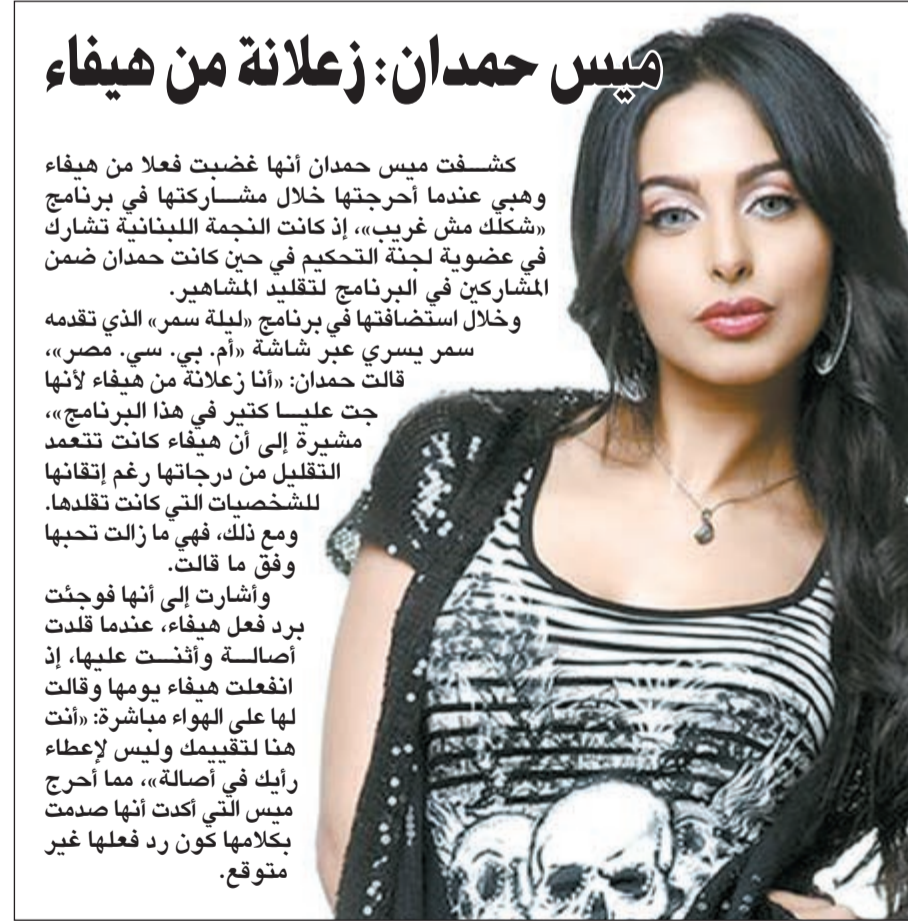 ميس حمدان: زعلانة من هيفاء
كشـــفت ميس حمدان أنها غضبت فعلا من هيفاء
وهبي عندما أحرجتها خلال مشـــاركتها في برنامج
«شكلك مش غريب»، إذ كانت النجمة اللبنانية تشارك
في عضوية لجنة التحكيم في حين كانت حمدان ضمن
المشاركين في البرنامج لتقليد المشاهير.
وخلال استضافتها في برنامج «ليلة سمر» الذي تقدمه
سمر يسري عبر شاشة «أم. بي. سي. مصر»،
قالت حمدان: «أنا زعلانة من هيفاء لأنها
جت عليـــا كتير في هذا البرنامج»،
مشيرة إلى أن هيفاء كانت تتعمد
التقليل من درجاتها رغم إتقانها
للشخصيات التي كانت تقلدها.
ومع ذلك، فهي ما زالت تحبها
وفق ما قالت.
وأشارت إلى أنها فوجئت
برد فعل هيفاء، عندما قلدت
أصالـــة وأثنـــت عليها، إذ
انفعلت هيفاء يومها وقالت
لها على الهواء مباشرة: «أنت
هنا لتقييمك وليس لإعطاء
رأيك في أصالة»، مما أحرج
ميس التي أكدت أنها صدمت
بكلامها كون رد فعلها غير
متوقع.